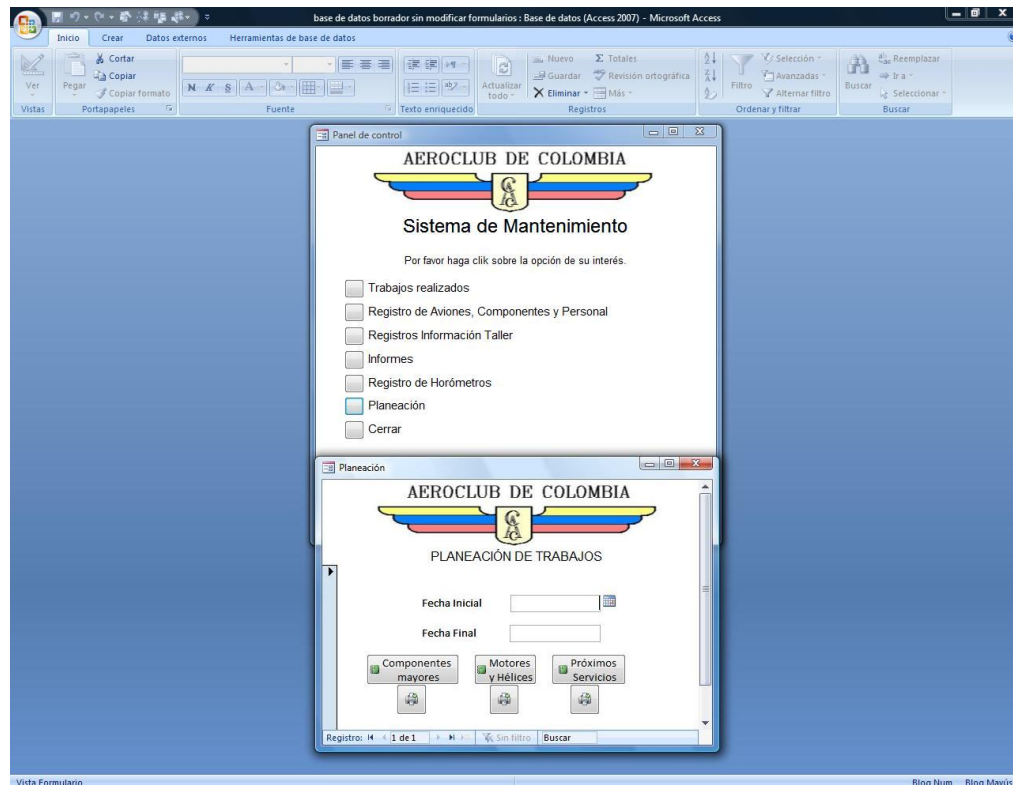 base de datos borrador sin modificar formularios : Base de datos (Access 2007) - Microsoft Access
Inicio Crear Datos externos Herramientas de base de datos
Ver
Pegar
Cortar
Copiar
Copiar formato
N K S A
Actualizar todo
Nuevo
Guardar
Eliminar
Σ Totales
Revisión ortográfica
Más
Filtro
Selección
Avanzadas
Alternar filtro
Buscar
Reemplazar
Ir a
Seleccionar
Vistas Portapapeles Fuente Texto enriquecido Registros Ordenar y filtrar Buscar
Panel de control
AEROCLUB DE COLOMBIA
Sistema de Mantenimiento
Por favor haga clik sobre la opción de su interés.
Trabajos realizados
Registro de Aviones, Componentes y Personal
Registros Información Taller
Informes
Registro de Horómetros
Planeación
Cerrar
Planeación
AEROCLUB DE COLOMBIA
PLANEACIÓN DE TRABAJOS
Fecha Inicial
Fecha Final
Componentes mayores
Motores y Hélices
Próximos Servicios
Registro: 1 de 1 Sin filtro Buscar
Vista Formulario Bloq Num Bloq Mayús